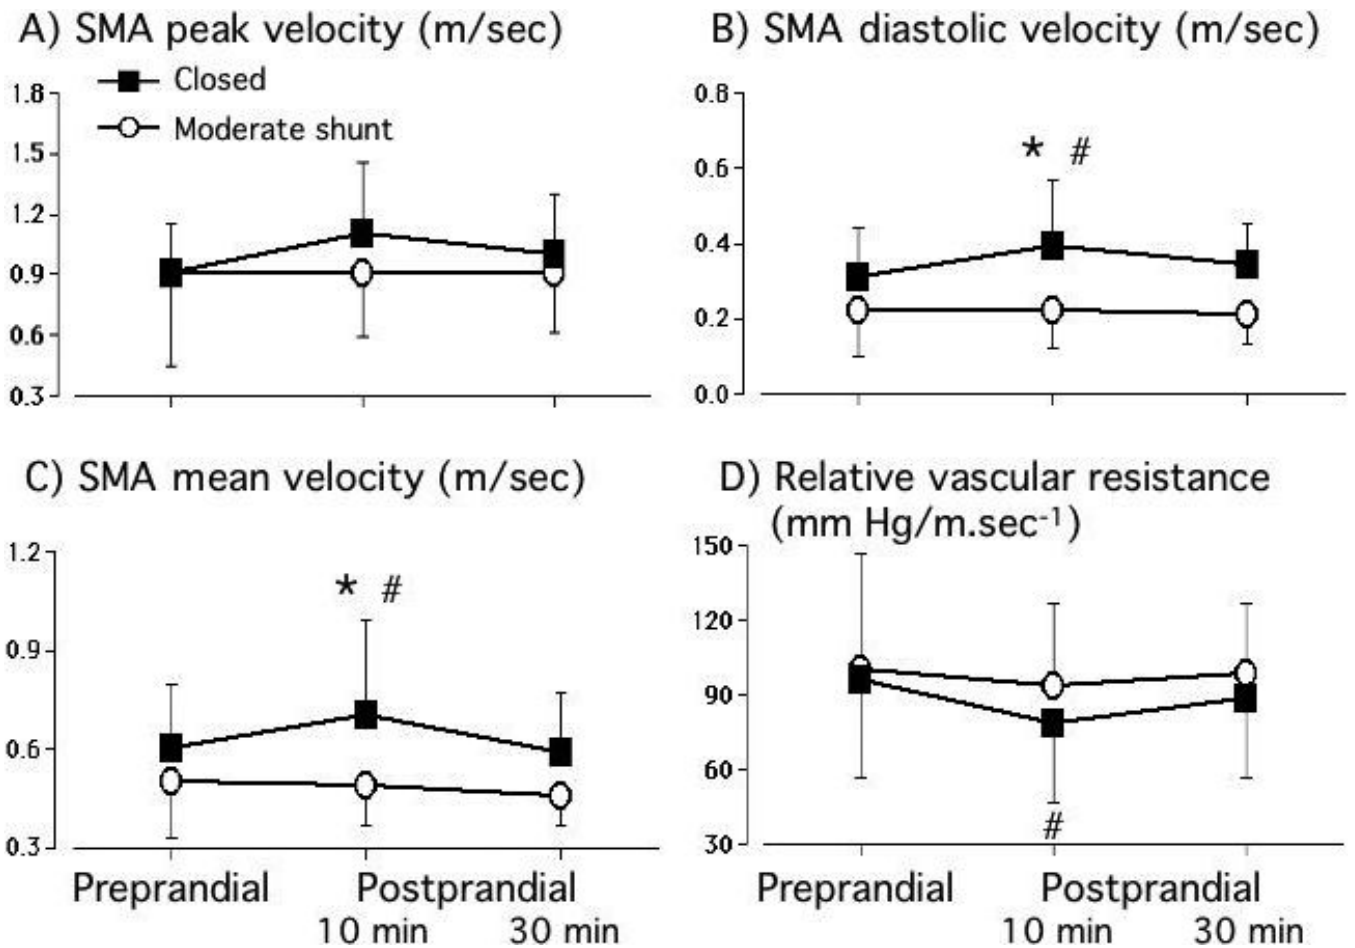 A) SMA peak velocity (m/sec)
Closed
Moderate shunt
1.8
1.5
1.2
0.9
0.6
0.3
B) SMA diastolic velocity (m/sec)
0.8
* #
0.6
0.4
0.2
0.0
C) SMA mean velocity (m/sec)
1.2
* #
0.9
0.6
0.3
Preprandial Postprandial
10 min 30 min
D) Relative vascular resistance
(mm Hg/m.sec⁻¹)
150
120
90
60
#
30
Preprandial Postprandial
10 min 30 min